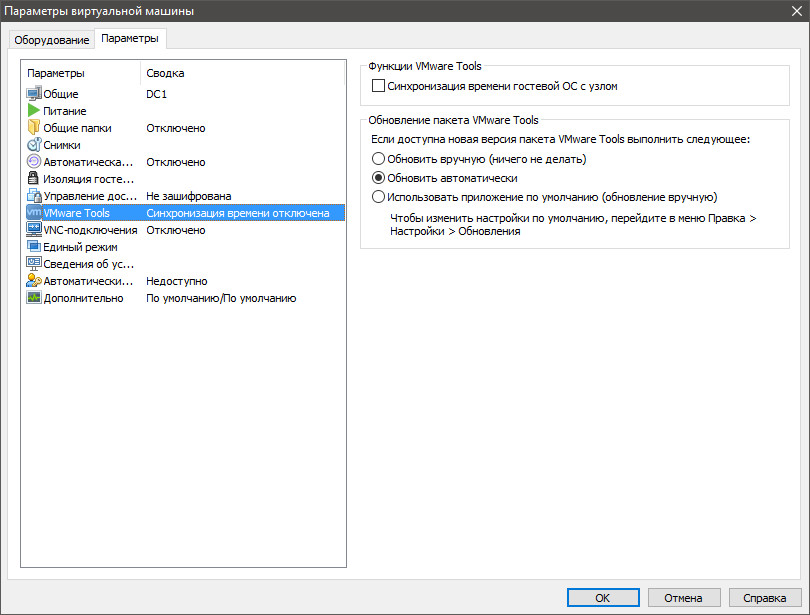 Параметры виртуальной машины
Оборудование Параметры
Параметры Сводка
Общие DC1
Питание
Общие папки Отключено
Снимки
Автоматическа... Отключено
Изоляция госте...
Управление дос... Не зашифрована
vm VMware Tools Синхронизация времени отключена
VNC-подключения Отключено
Единый режим
Сведения об ус...
Автоматически... Недоступно
Дополнительно По умолчанию/По умолчанию
Функции VMware Tools
Синхронизация времени гостевой ОС с узлом
Обновление пакета VMware Tools
Если доступна новая версия пакета VMware Tools выполнить следующее:
Обновить вручную (ничего не делать)
Обновить автоматически
Использовать приложение по умолчанию (обновление вручную)
Чтобы изменить настройки по умолчанию, перейдите в меню Правка >
Настройки > Обновления
OK Отмена Справка